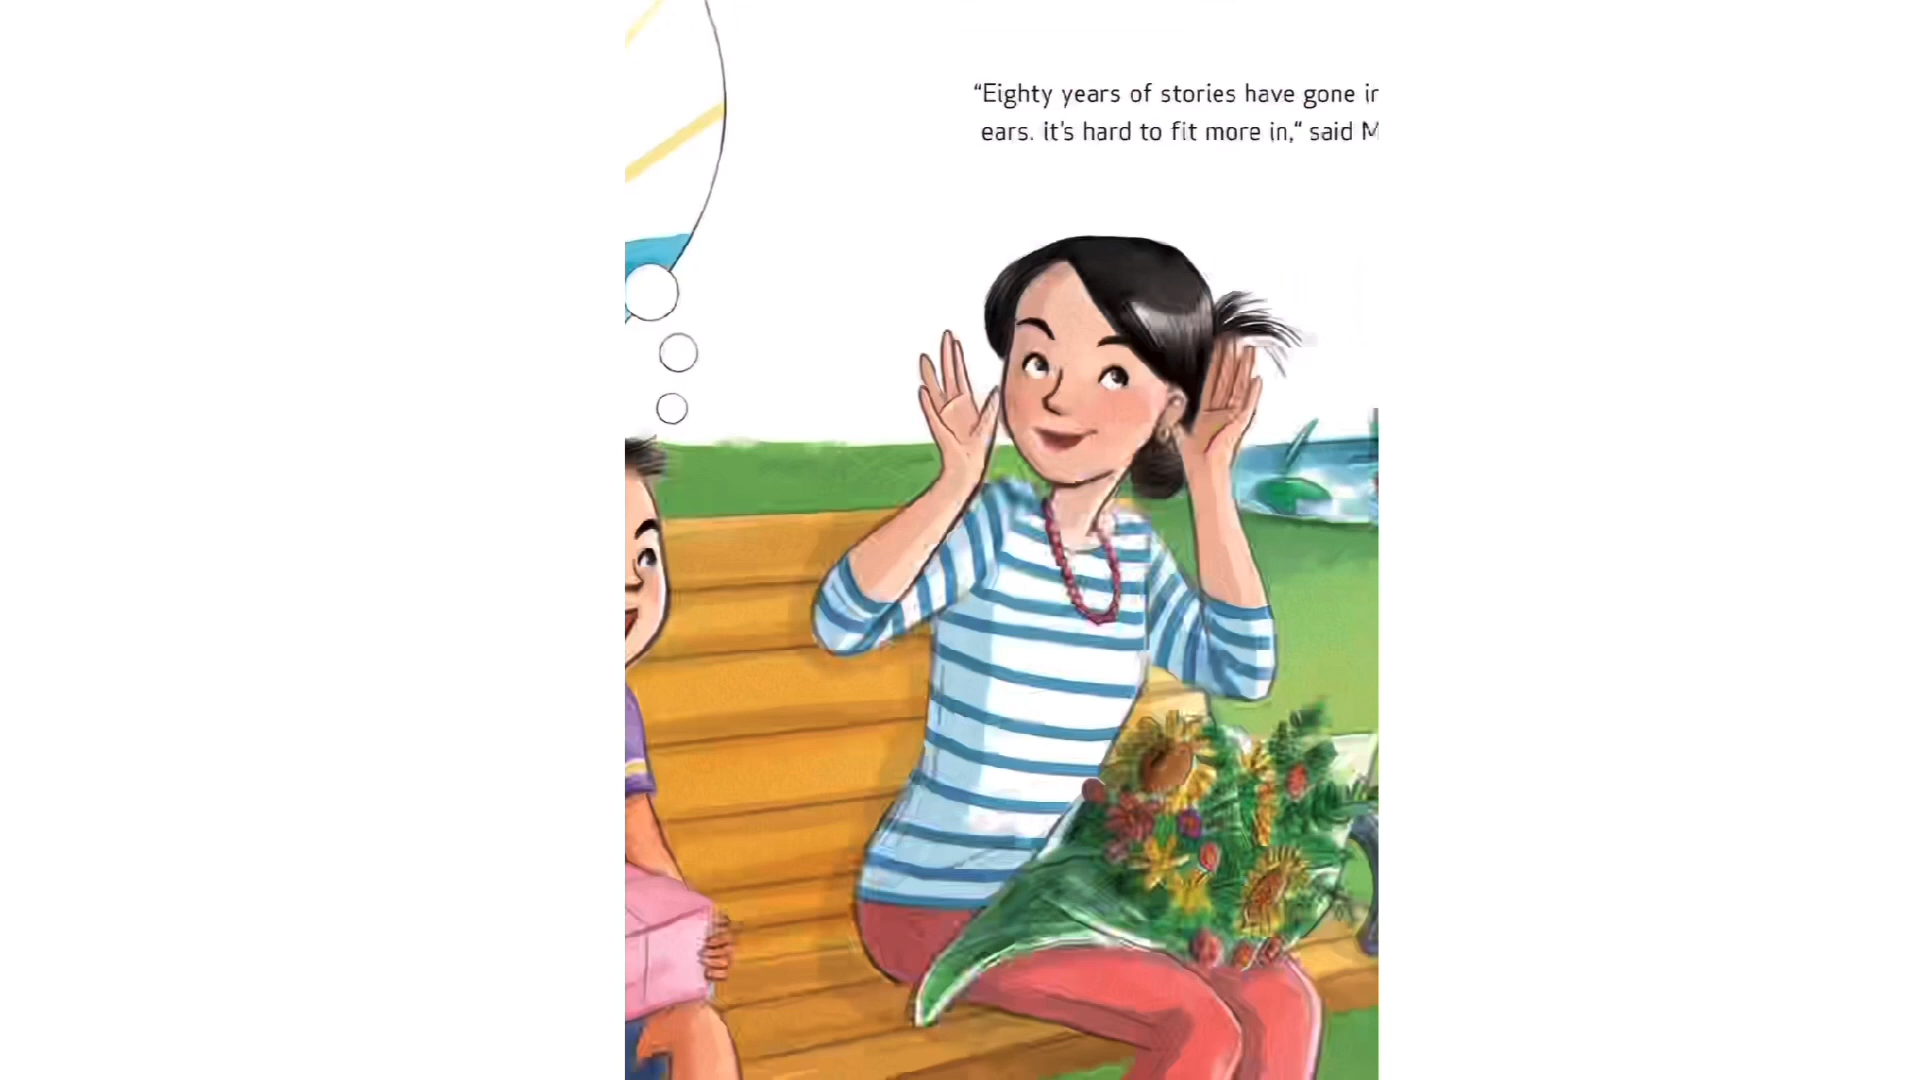 “Eighty years of stories have gone
ears. it's hard to fit more in,“ said